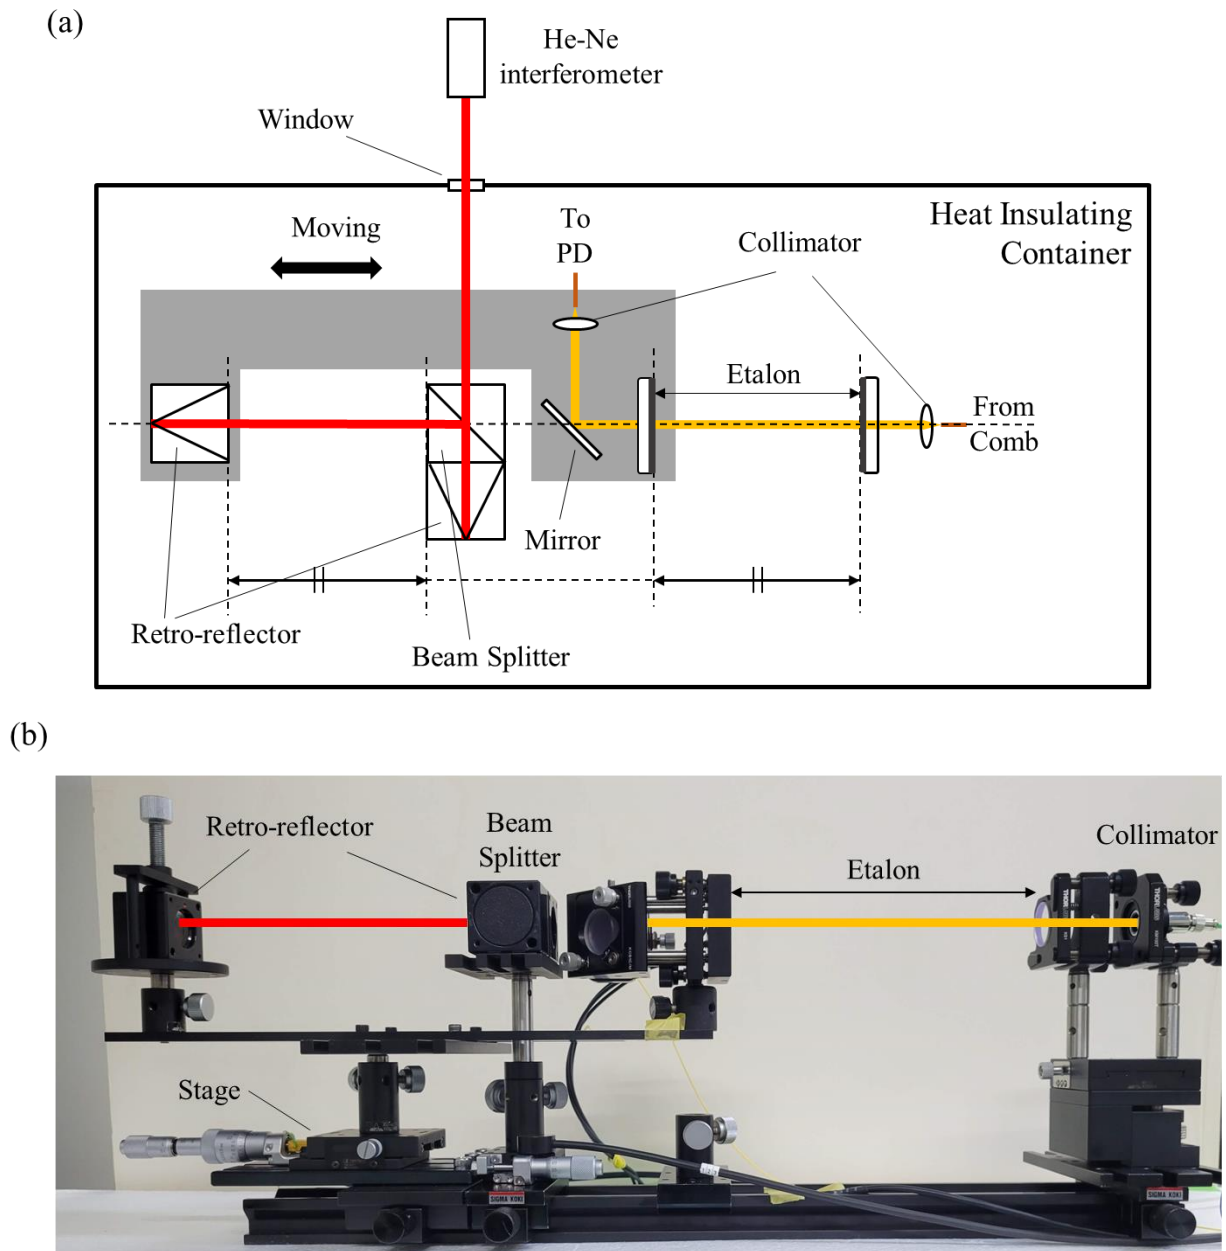 (a)
He-Ne
interferometer
Window
Heat Insulating
Container
To
PD
Collimator
Moving
Etalon
From
Comb
Mirror
Retro-reflector
Beam Splitter
(b)
Retro-reflector
Beam
Splitter
Collimator
Etalon
Stage
SIGMA KOKI
SIGMA KOKI